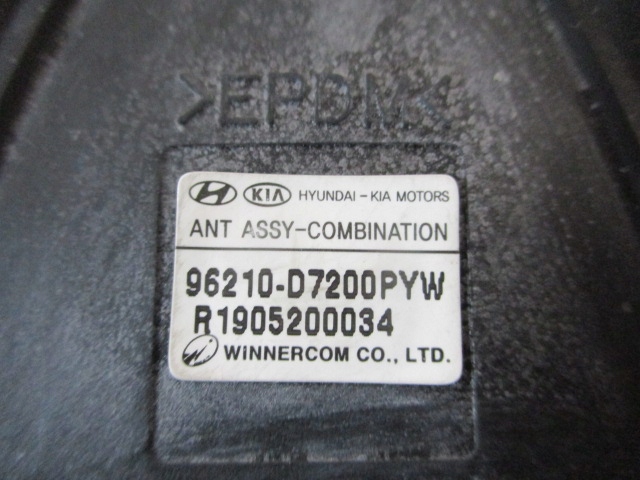 >EPDM<
KIA HYUNDAI - KIA MOTORS
ANT ASSY-COMBINATION
96210-D7200PYW
R1905200034
WiNNERCOM CO., LTD.